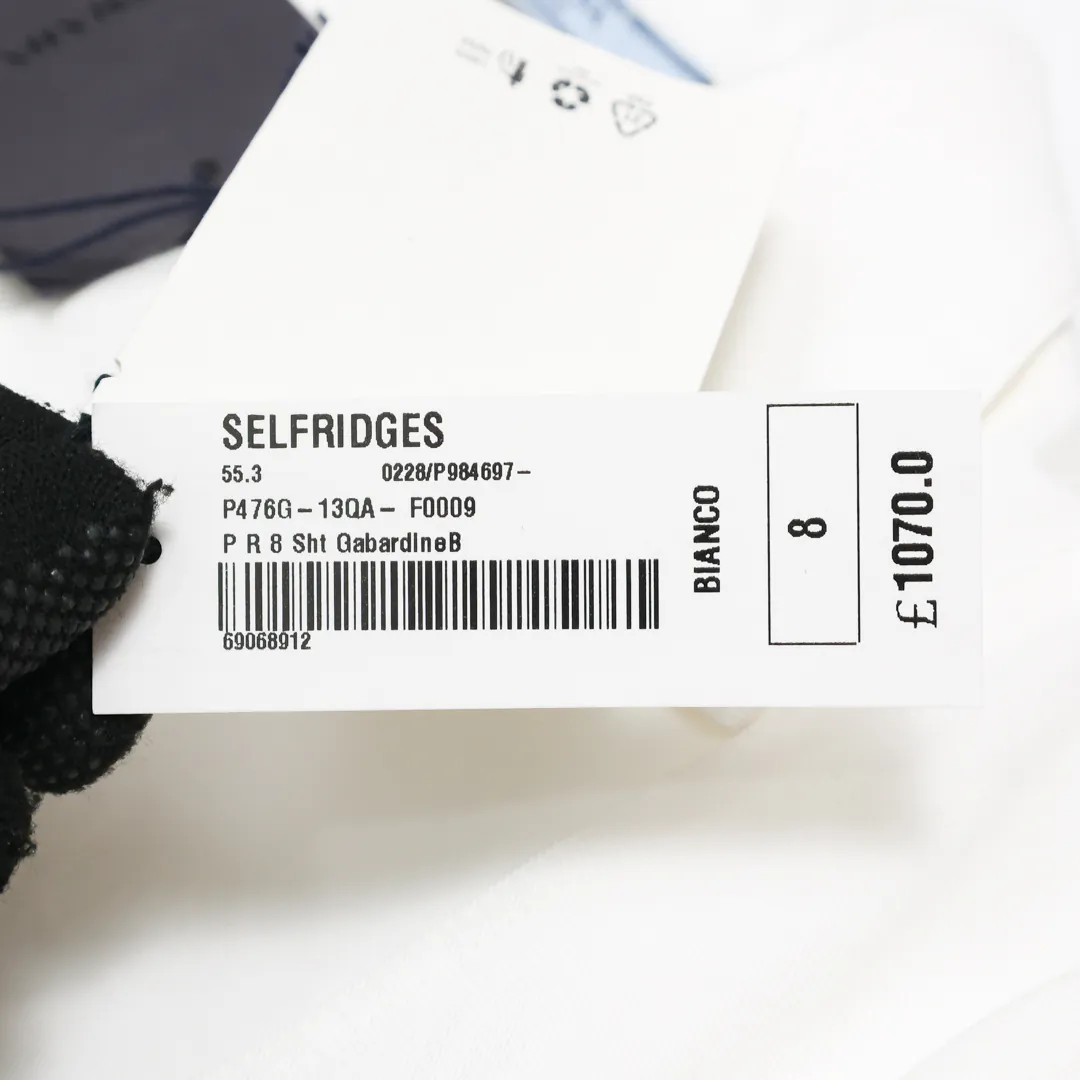 SELFRIDGES
55.3 0228/P984697-
P476G-13QA- F0009
P R 8 Sht GabardineB
69068912
BIANCO
8
£1070.0